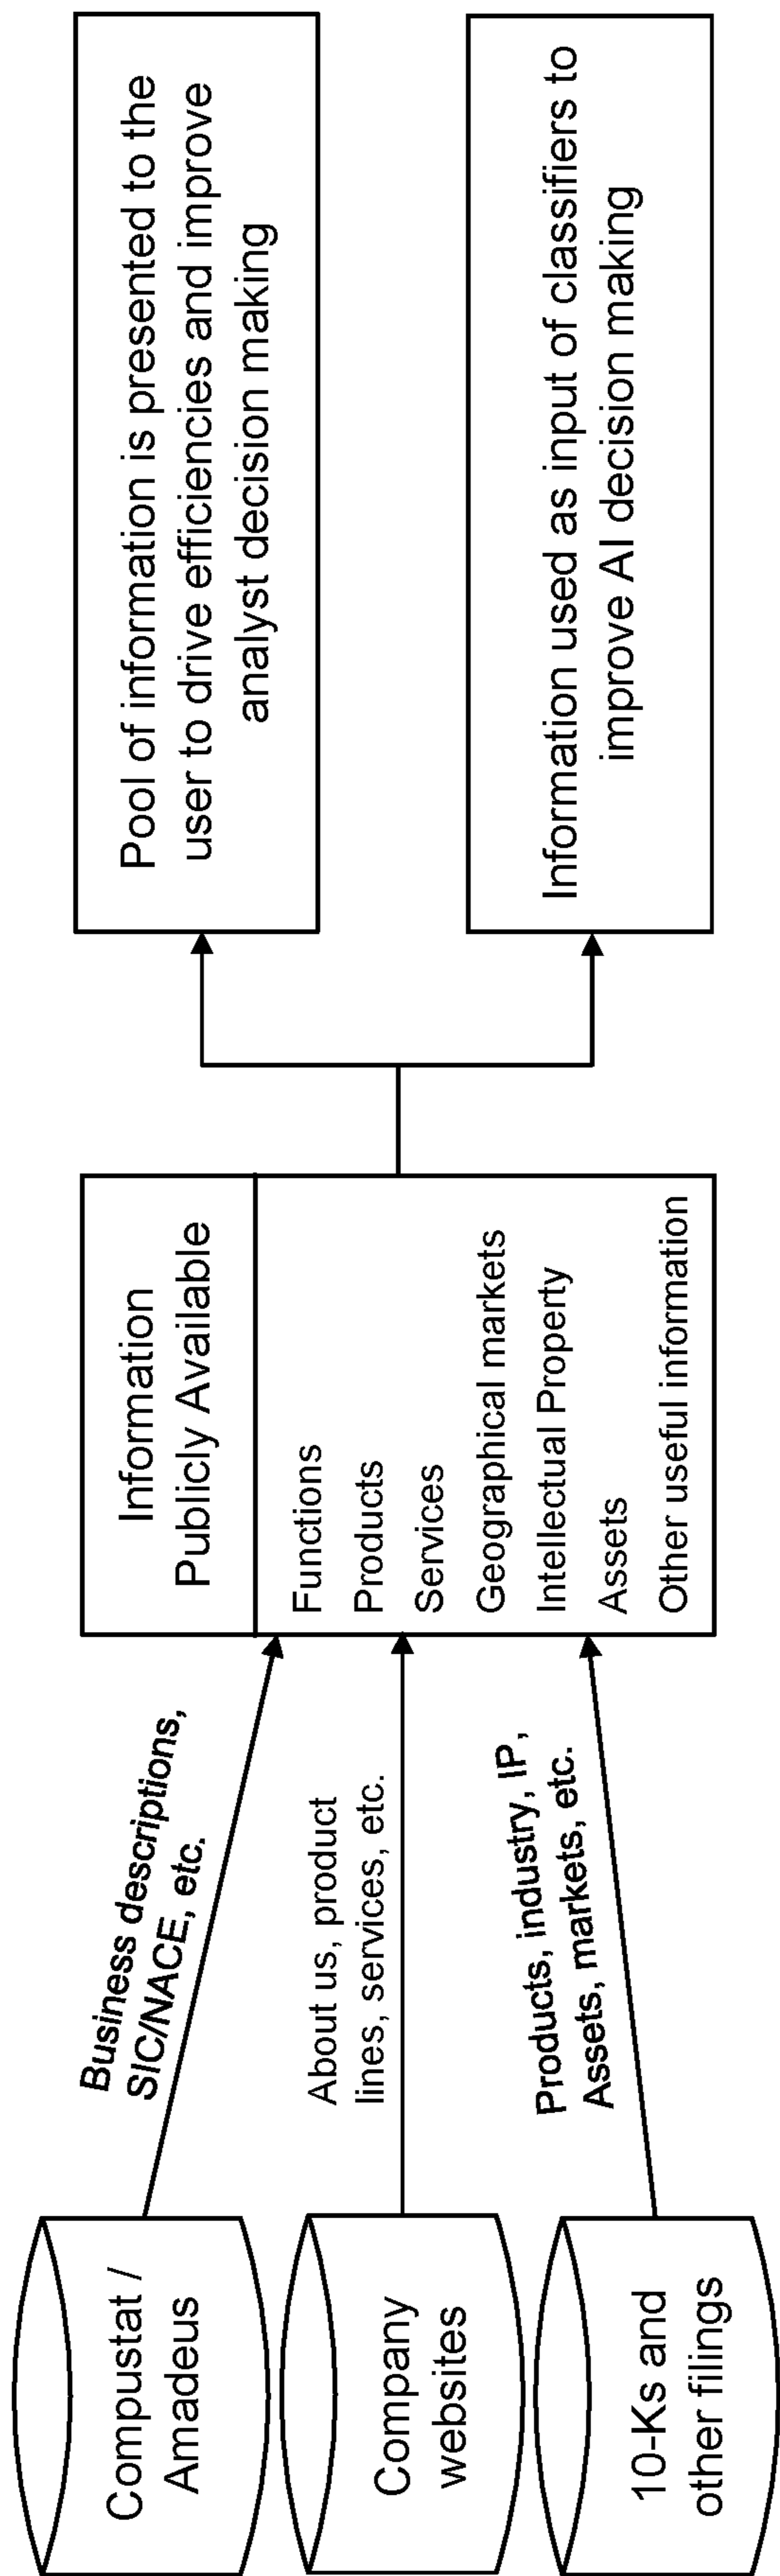 Compustat /
Amadeus
Company
websites
10-Ks and
other filings
Business descriptions,
SIC/NACE, etc.
About us, product
lines, services, etc.
Products, industry, IP,
Assets, markets, etc.
Information
Publicly Available
Functions
Products
Services
Geographical markets
Intellectual Property
Assets
Other useful information
Pool of information is presented to the
user to drive efficiencies and improve
analyst decision making
Information used as input of classifiers to
improve AI decision making